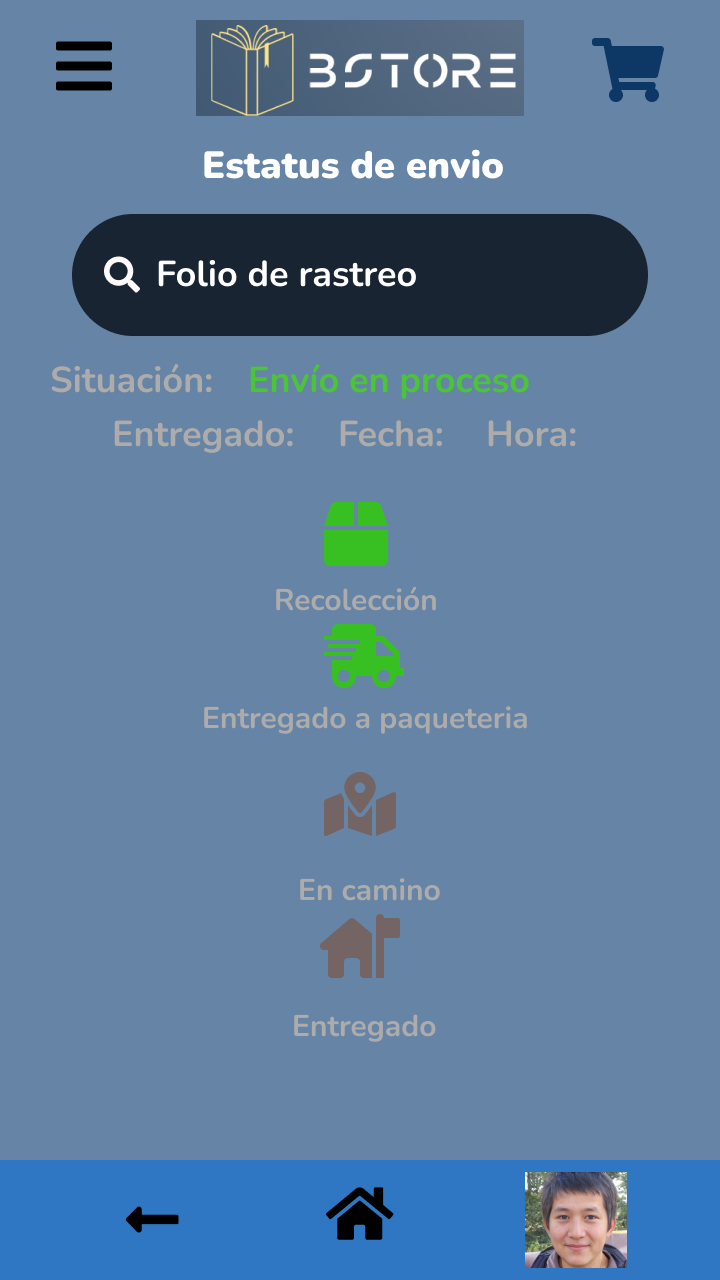 BSTORE
Estatus de envio
Folio de rastreo
Situación: Envío en proceso
Entregado: Fecha: Hora:
Recolección
Entregado a paqueteria
En camino
Entregado